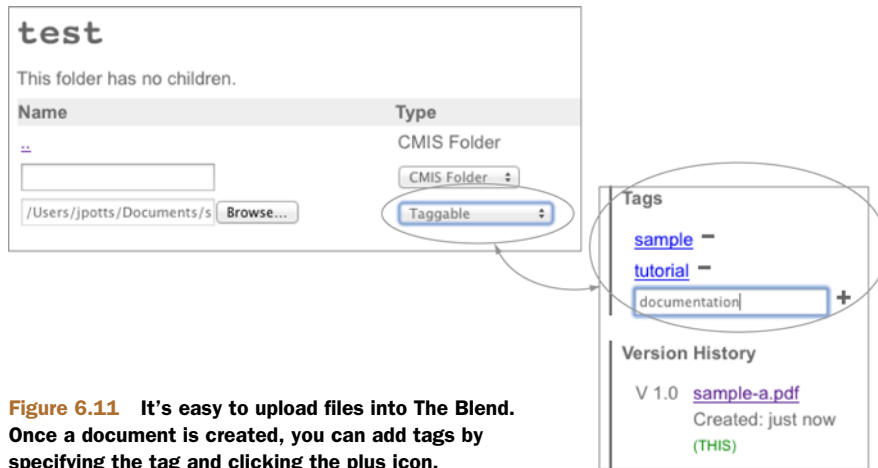 test
This folder has no children.
Name Type
.. CMIS Folder
CMIS Folder
/Users/jpotts/Documents/s Browse... Taggable
Tags
sample −
tutorial −
documentation +
Version History
V 1.0 sample-a.pdf
Created: just now
(THIS)
Figure 6.11 It's easy to upload files into The Blend.
Once a document is created, you can add tags by
specifying the tag and clicking the plus icon.